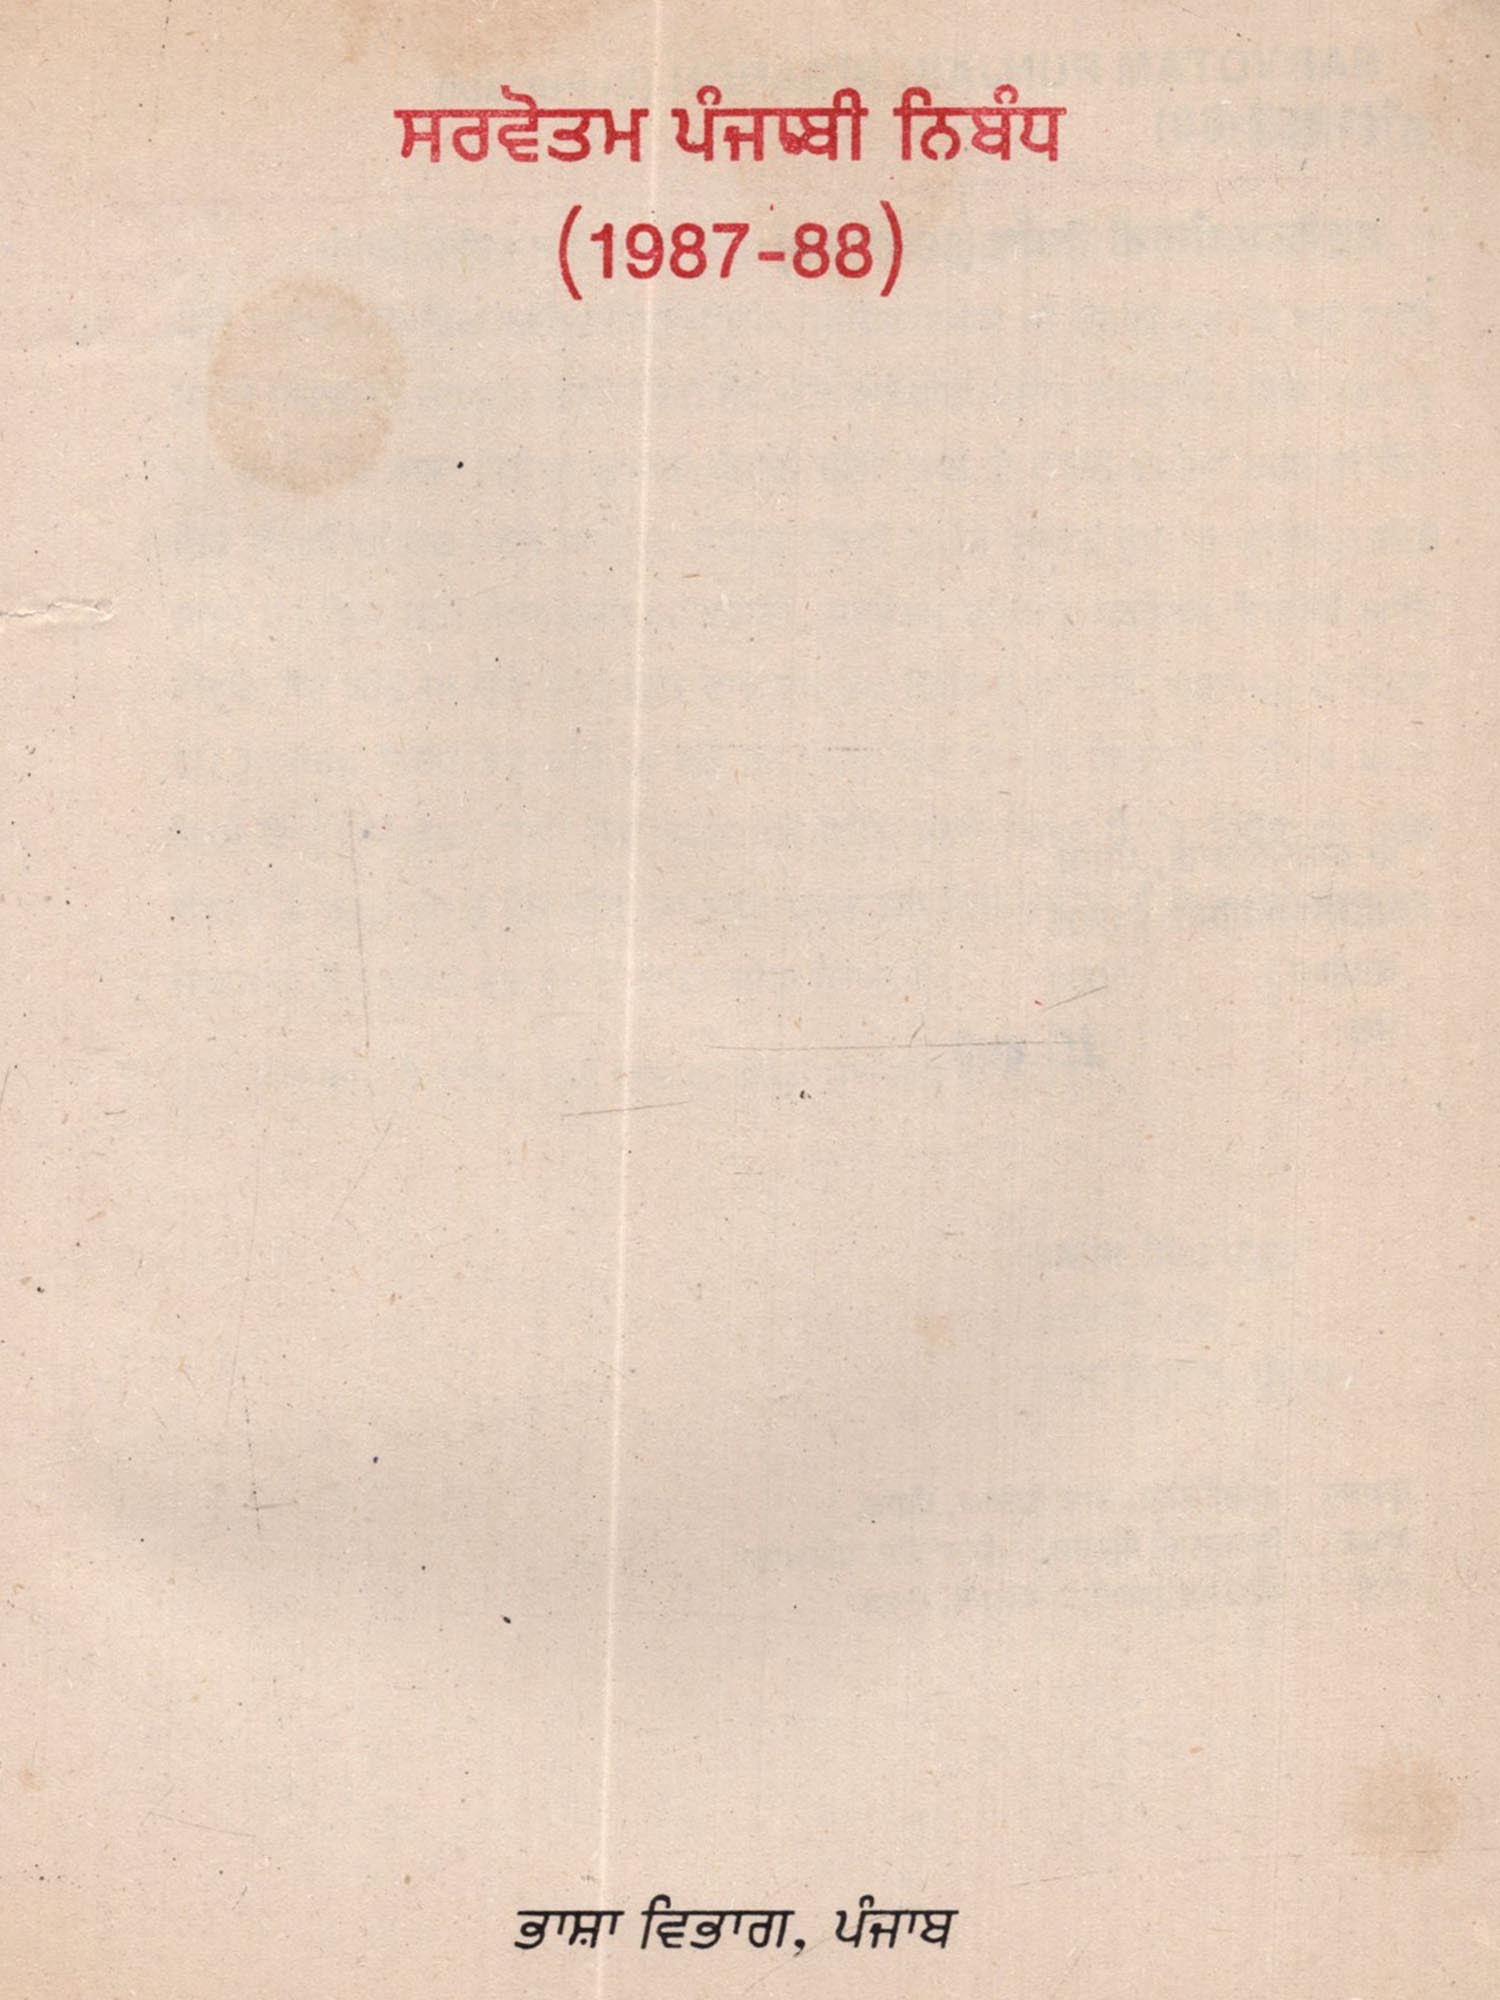 ਸਰਵੋਤਮ ਪੰਜਾਬੀ ਨਿਬੰਧ
(1987-88)
ਭਾਸ਼ਾ ਵਿਭਾਗ, ਪੰਜਾਬ